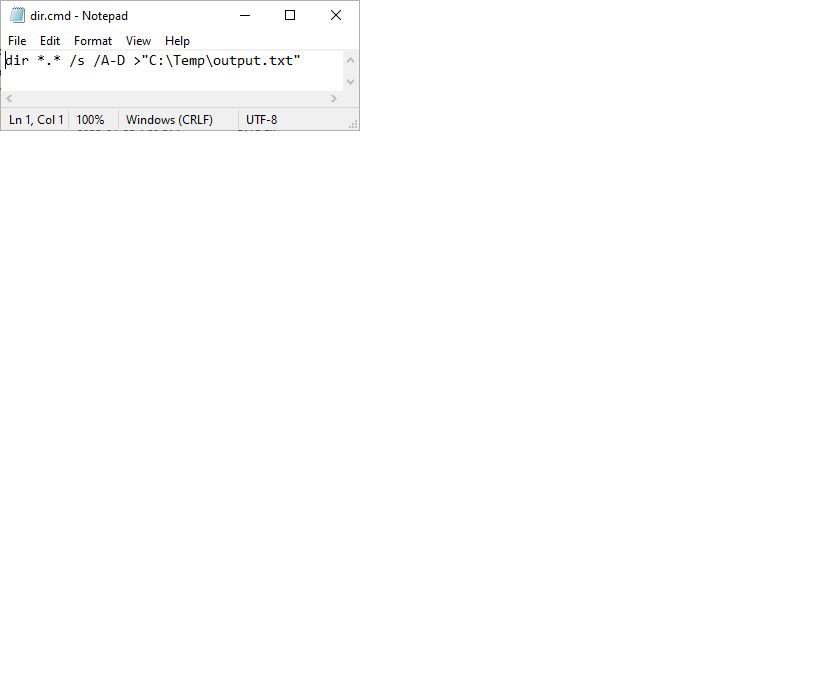 dir.cmd - Notepad
File Edit Format View Help
dir *.* /s /A-D >"C:\Temp\output.txt"
Ln 1, Col 1 100% Windows (CRLF) UTF-8